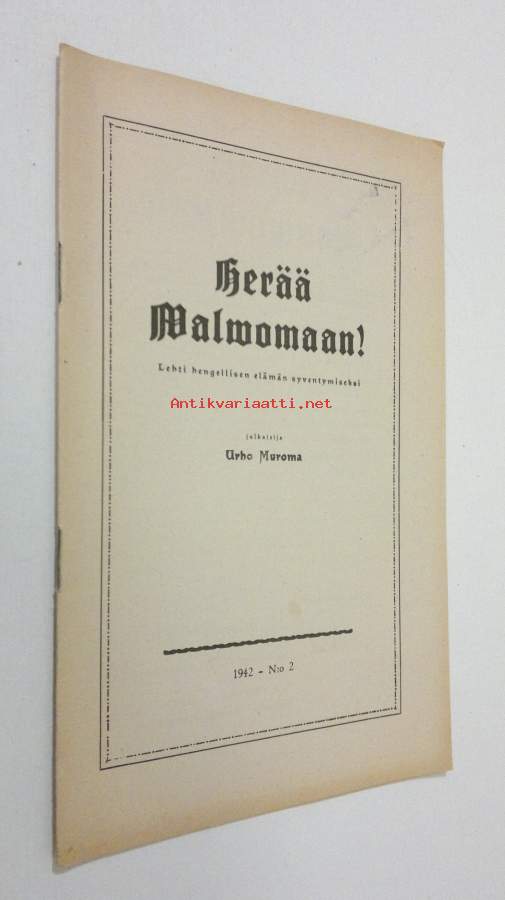 Herää
Walwomaan!
Lehti hengellisen elämän syventymiseksi
Antikvariaatti.net
julkaisija
Urho Muroma
1942 - N:o 2